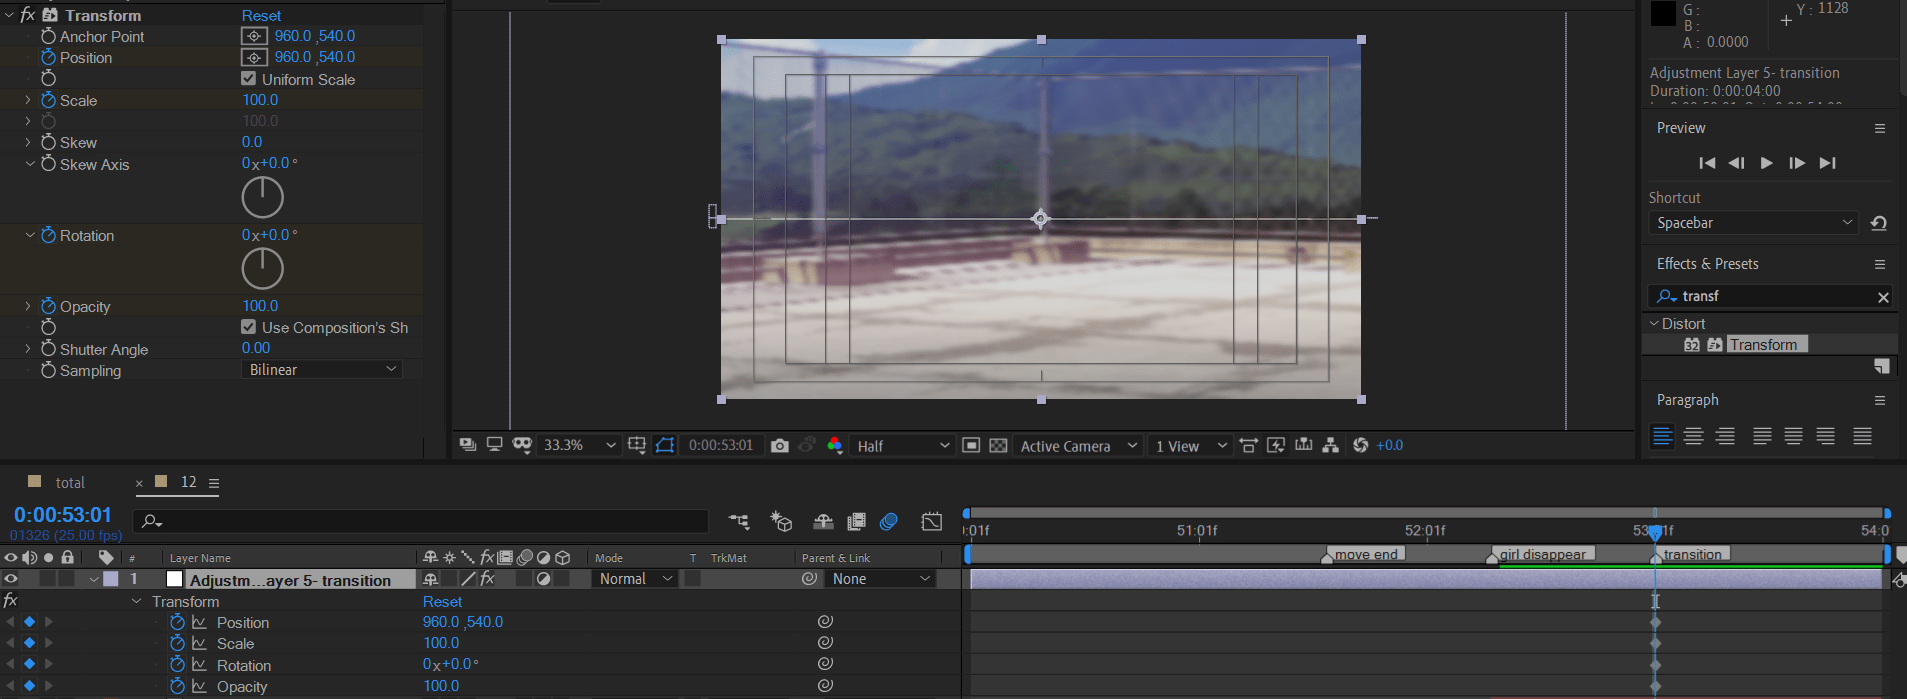 fx Transform Reset
Anchor Point 960.0 ,540.0
Position 960.0 ,540.0
Uniform Scale
Scale 100.0
100.0
Skew 0.0
Skew Axis 0x+0.0°
Rotation 0x+0.0°
Opacity 100.0
Use Composition's Sh
Shutter Angle 0.00
Sampling Bilinear
33.3% 0:00:53:01 Half Active Camera 1 View +0.0
G :
B :
A : 0.0000
Y : 1128
Adjustment Layer 5- transition
Duration: 0:00:04:00
Preview
Shortcut
Spacebar
Effects & Presets
transf
Distort
32 Transform
Paragraph
total 12
0:00:53:01
01326 (25.00 fps)
:01f 51:01f 52:01f 53:01f 54:0
# Layer Name fx Mode T TrkMat Parent & Link
move end girl disappear transition
1 Adjustm...ayer 5- transition fx Normal None
fx Transform Reset
Position 960.0 ,540.0
Scale 100.0
Rotation 0x+0.0°
Opacity 100.0